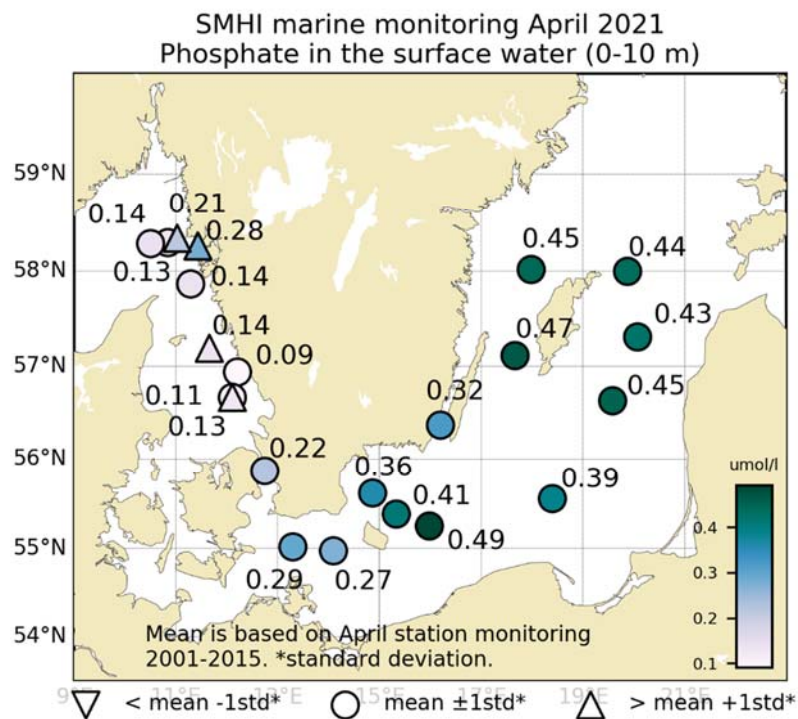 SMHI marine monitoring April 2021
Phosphate in the surface water (0-10 m)
59°N
0.21
0.14
0.28
0.45
0.44
58°N
0.13
0.14
0.43
0.14
0.47
57°N
0.09
0.32
0.45
0.11
0.13
56°N
0.22
0.36
0.39
umol/l
0.41
0.4
0.49
55°N
0.3
0.29
0.27
0.2
54°N
Mean is based on April station monitoring
2001-2015. *standard deviation.
0.1
9°E 11°E 13°E 15°E 17°E 19°E 21°E
< mean -1std* mean ±1std* > mean +1std*